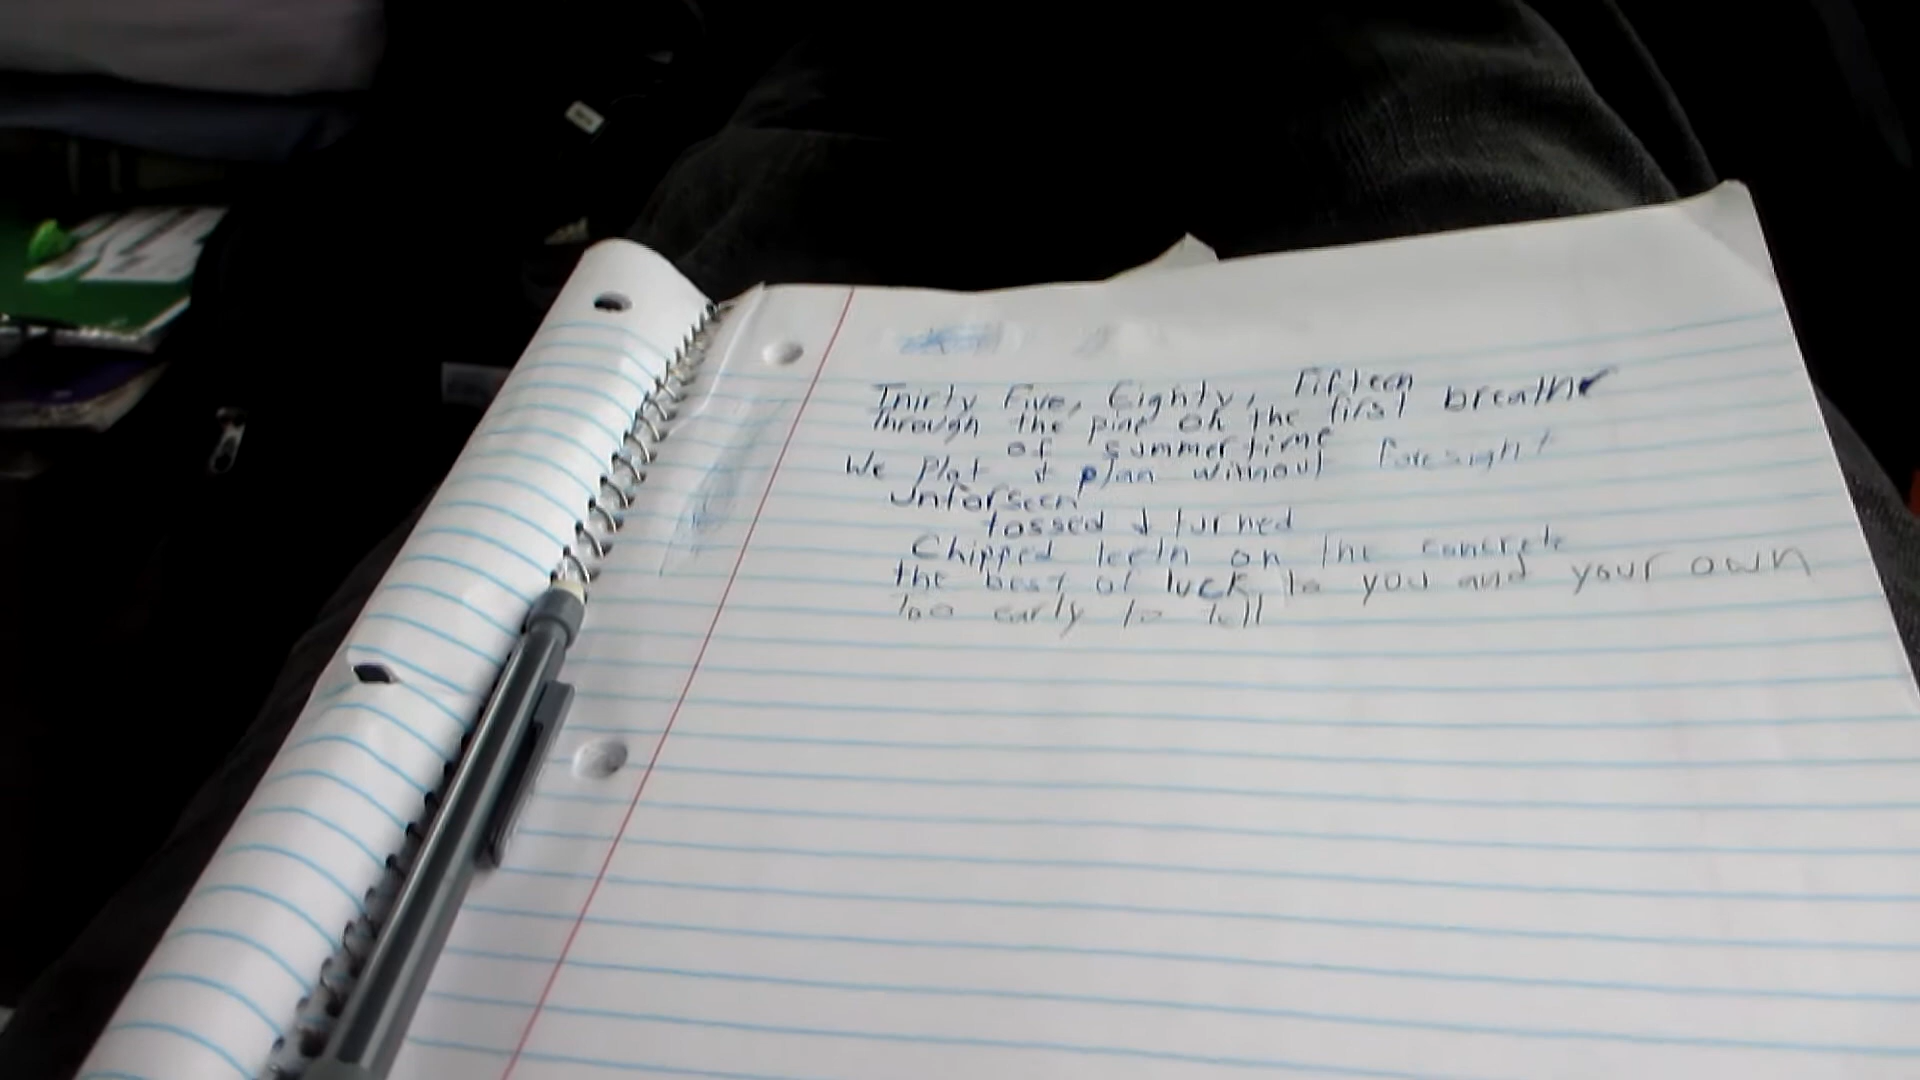 Thirty Five, Eighty, Fifteen
Through the pine on the first breathe
of summertime
We Plot & plan without foresight
Unforseen
tossed & turned
Chipped teeth on the concrete
the best of luck to you and your own
too early to tell